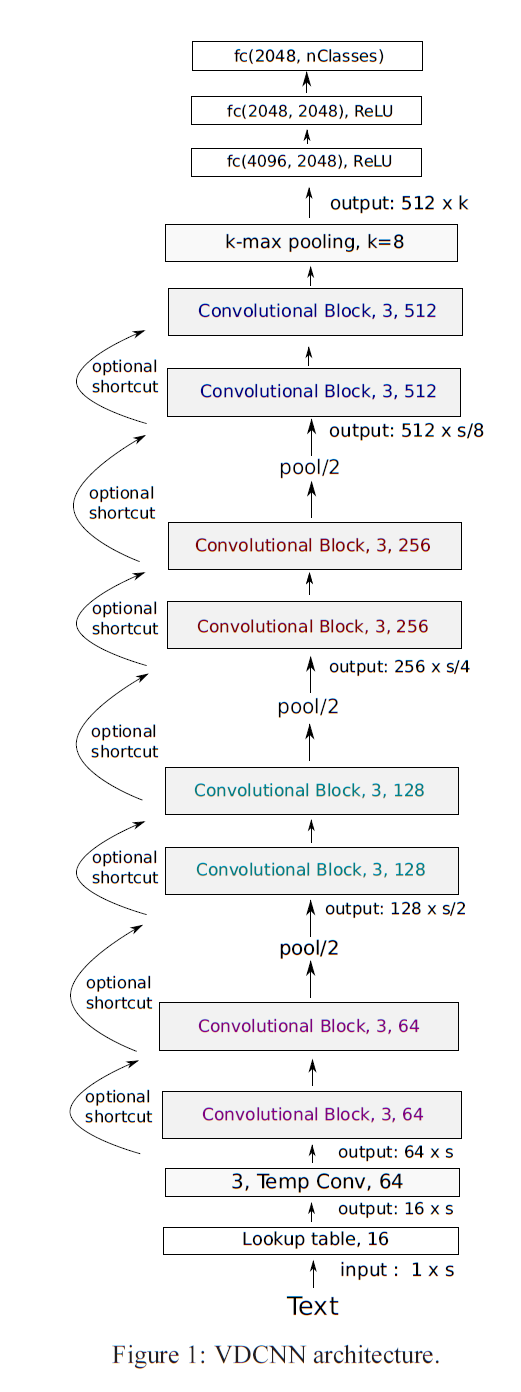 fc(2048, nClasses)
fc(2048, 2048), ReLU
fc(4096, 2048), ReLU
output: 512 x k
k-max pooling, k=8
Convolutional Block, 3, 512
optional
shortcut
Convolutional Block, 3, 512
output: 512 x s/8
pool/2
optional
shortcut
Convolutional Block, 3, 256
optional
shortcut
Convolutional Block, 3, 256
output: 256 x s/4
pool/2
optional
shortcut
Convolutional Block, 3, 128
optional
shortcut
Convolutional Block, 3, 128
output: 128 x s/2
pool/2
optional
shortcut
Convolutional Block, 3, 64
optional
shortcut
Convolutional Block, 3, 64
output: 64 x s
3, Temp Conv, 64
output: 16 x s
Lookup table, 16
input : 1 x s
Text
Figure 1: VDCNN architecture.